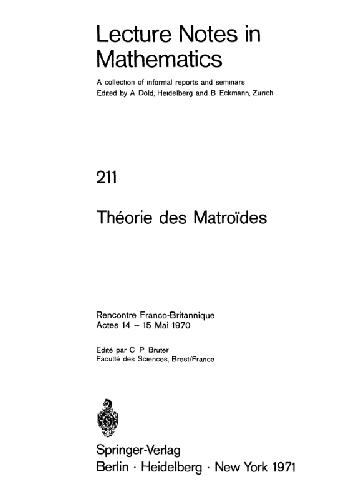 Lecture Notes in
Mathematics
A collection of informal reports and seminars
Edited by A. Dold, Heidelberg and B. Eckmann, Zürich
211
Théorie des Matroïdes
Rencontre Franco-Britannique
Actes 14 – 15 Mai 1970
Edité par C. P. Bruter
Faculté des Sciences, Brest/France
Springer-Verlag
Berlin · Heidelberg · New York 1971